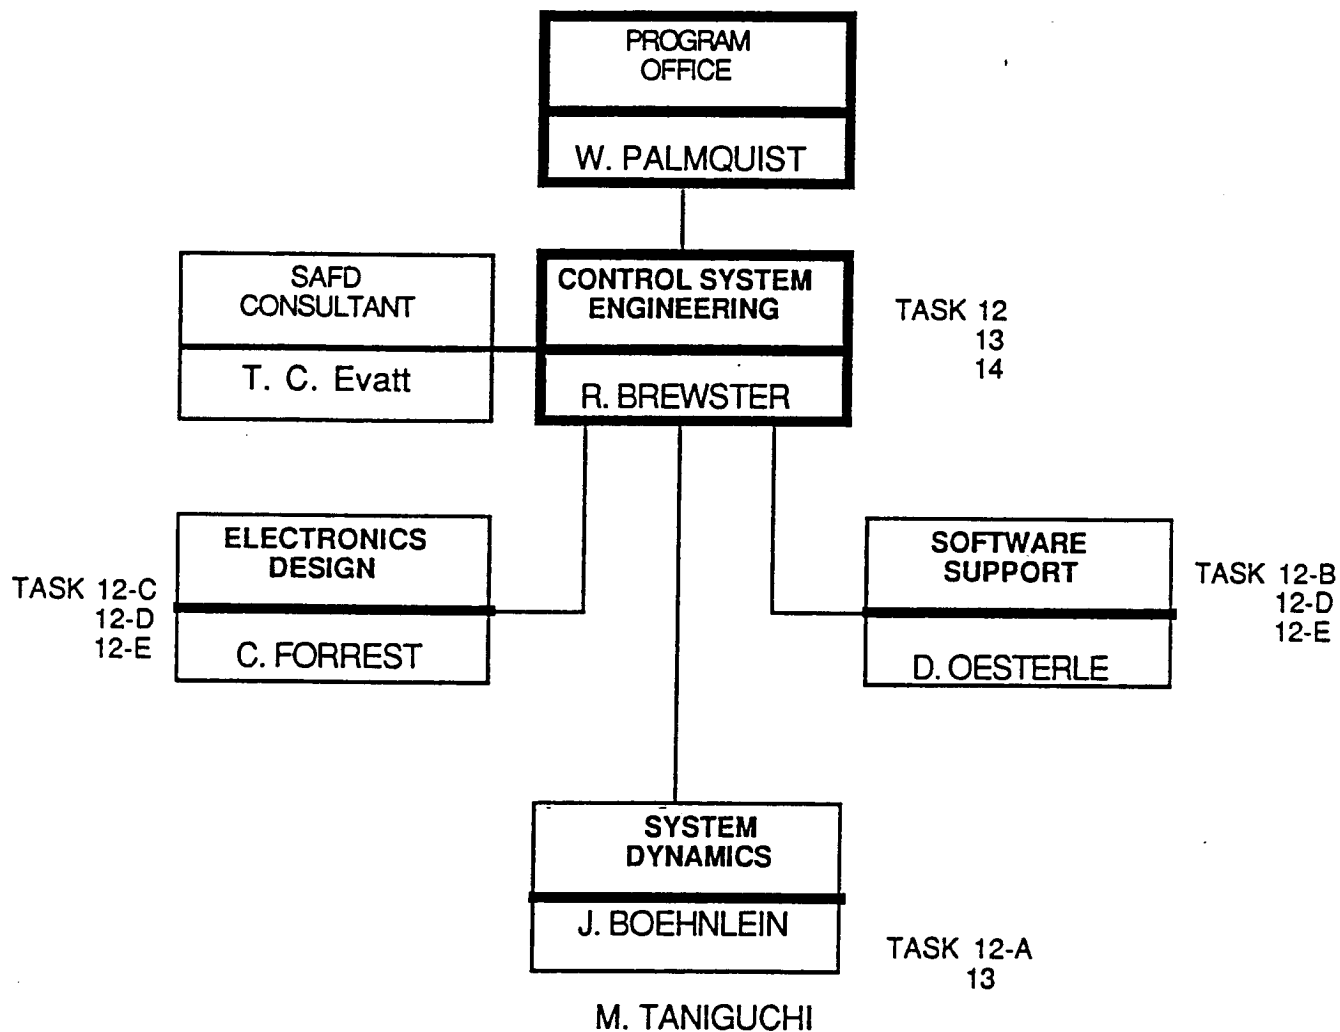 PROGRAM
OFFICE
W. PALMQUIST
SAFD
CONSULTANT
T. C. Evatt
CONTROL SYSTEM
ENGINEERING
R. BREWSTER
TASK 12
13
14
TASK 12-C
12-D
12-E
ELECTRONICS
DESIGN
C. FORREST
SOFTWARE
SUPPORT
D. OESTERLE
TASK 12-B
12-D
12-E
SYSTEM
DYNAMICS
J. BOEHNLEIN
TASK 12-A
13
M. TANIGUCHI